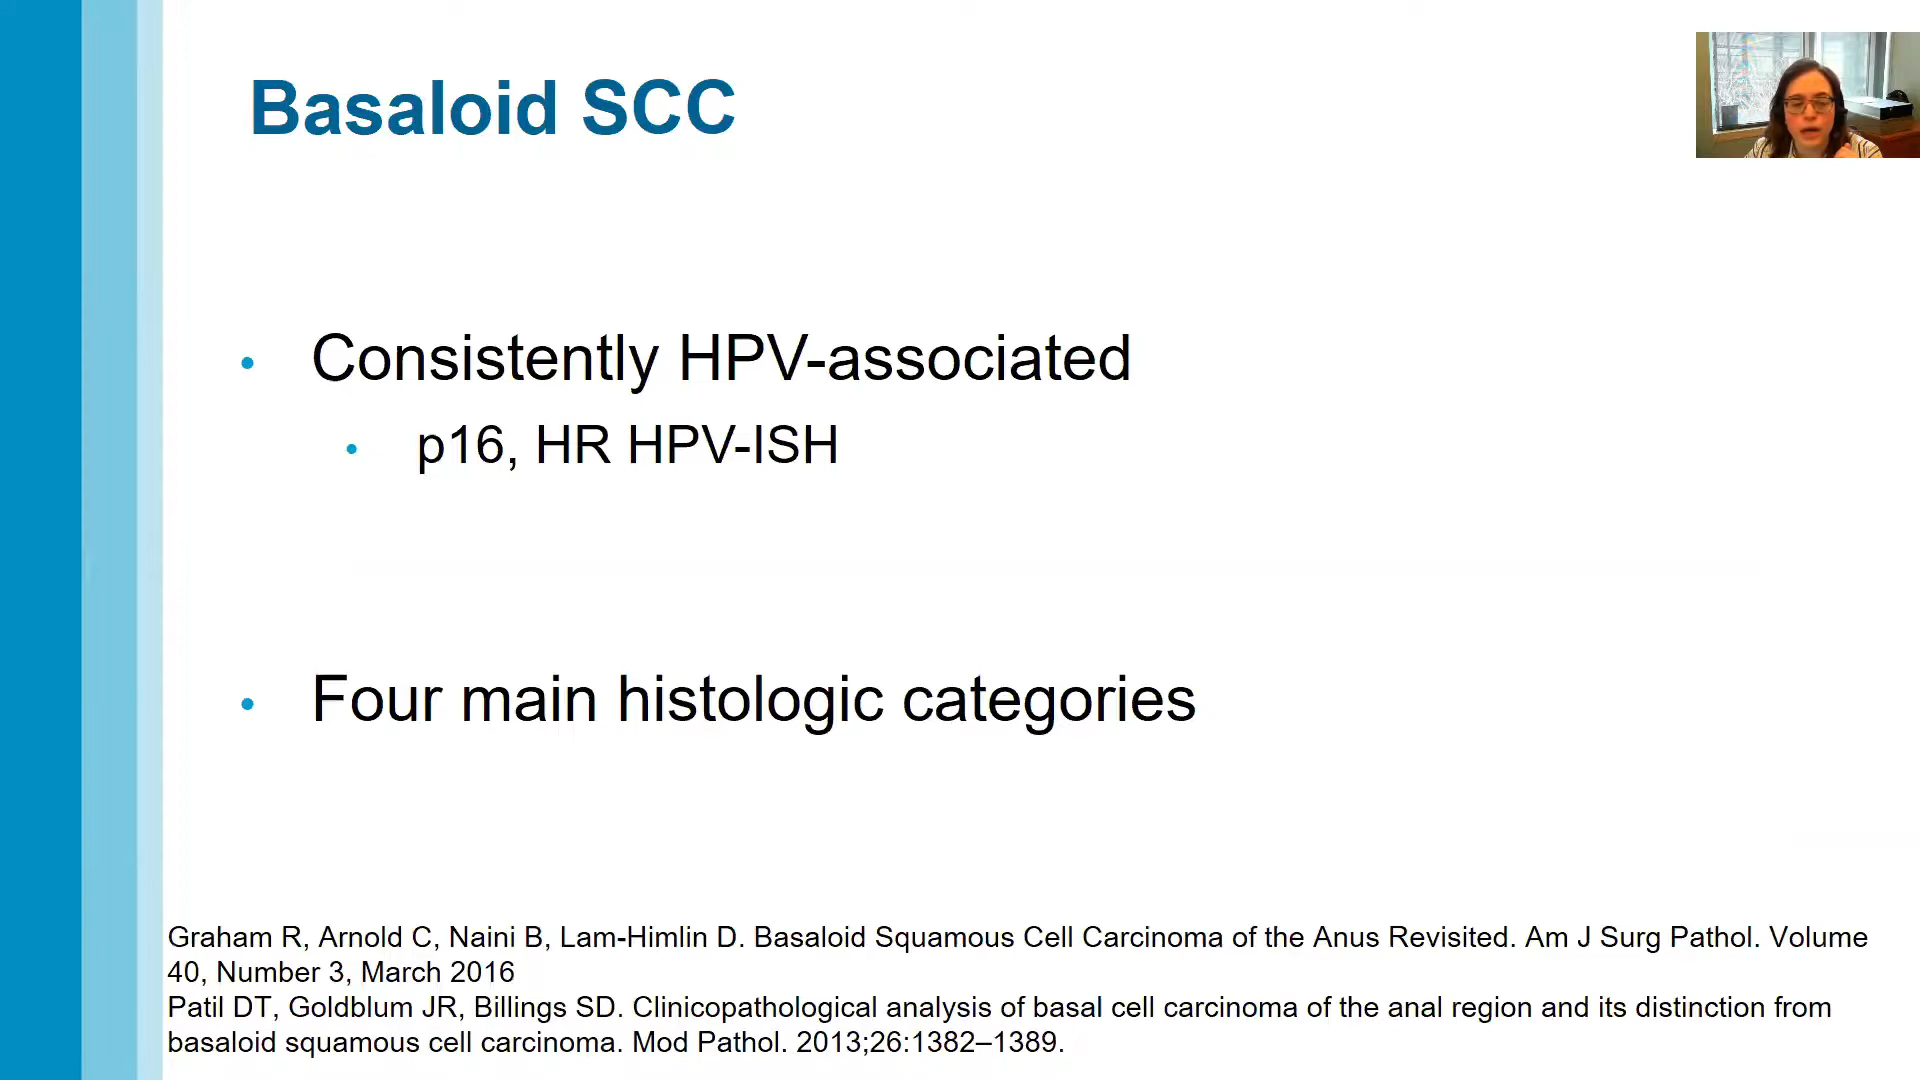 Basaloid SCC
• Consistently HPV-associated
• p16, HR HPV-ISH
• Four main histologic categories
Graham R, Arnold C, Naini B, Lam-Himlin D. Basaloid Squamous Cell Carcinoma of the Anus Revisited. Am J Surg Pathol. Volume
40, Number 3, March 2016
Patil DT, Goldblum JR, Billings SD. Clinicopathological analysis of basal cell carcinoma of the anal region and its distinction from
basaloid squamous cell carcinoma. Mod Pathol. 2013;26:1382–1389.